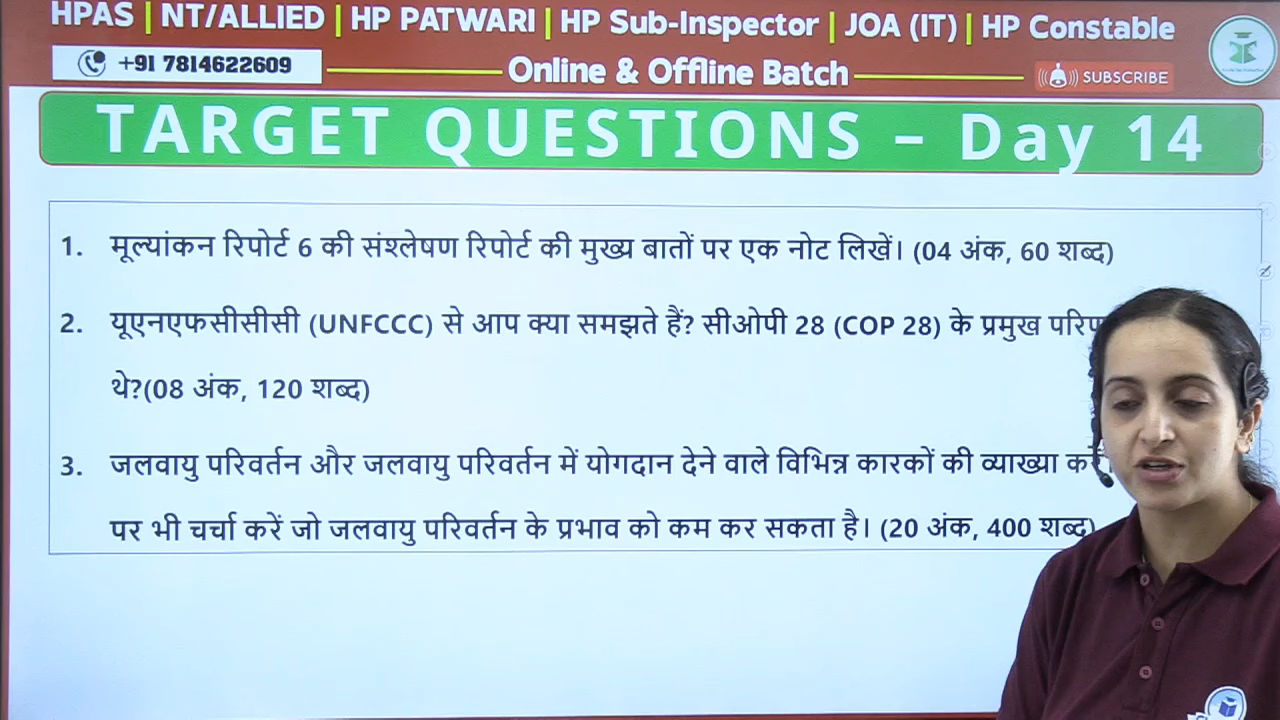 HPAS | NT/ALLIED | HP PATWARI | HP Sub-Inspector | JOA (IT) | HP Constable
+91 7814622609
Online & Offline Batch
SUBSCRIBE
TARGET QUESTIONS – Day 14
1. मूल्यांकन रिपोर्ट 6 की संश्लेषण रिपोर्ट की मुख्य बातों पर एक नोट लिखें। (04 अंक, 60 शब्द)
2. यूएनएफसीसीसी (UNFCCC) से आप क्या समझते हैं? सीओपी 28 (COP 28) के प्रमुख
थे?(08 अंक, 120 शब्द)
3. जलवायु परिवर्तन और जलवायु परिवर्तन में योगदान देने वाले विभिन्न कारकों की व्याख्या करें
पर भी चर्चा करें जो जलवायु परिवर्तन के प्रभाव को कम कर सकता है। (20 अंक, 400 शब्द)